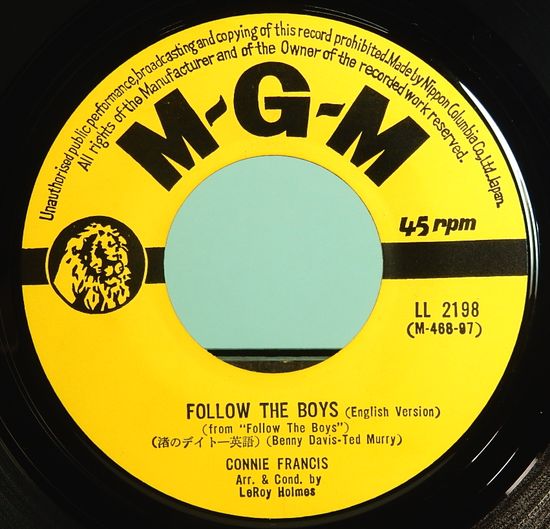 Unauthorised public performance, broadcasting and copying of this record prohibited. Made by Nippon Columbia Co., Ltd., Japan.
All rights of the Manufacturer and of the Owner of the recorded work reserved.
M-G-M
45 rpm
LL 2198
(M-468-97)
FOLLOW THE BOYS (English Version)
(from "Follow The Boys")
(渚のデイトー英語) (Benny Davis-Ted Murry)
CONNIE FRANCIS
Arr. & Cond. by
LeRoy Holmes